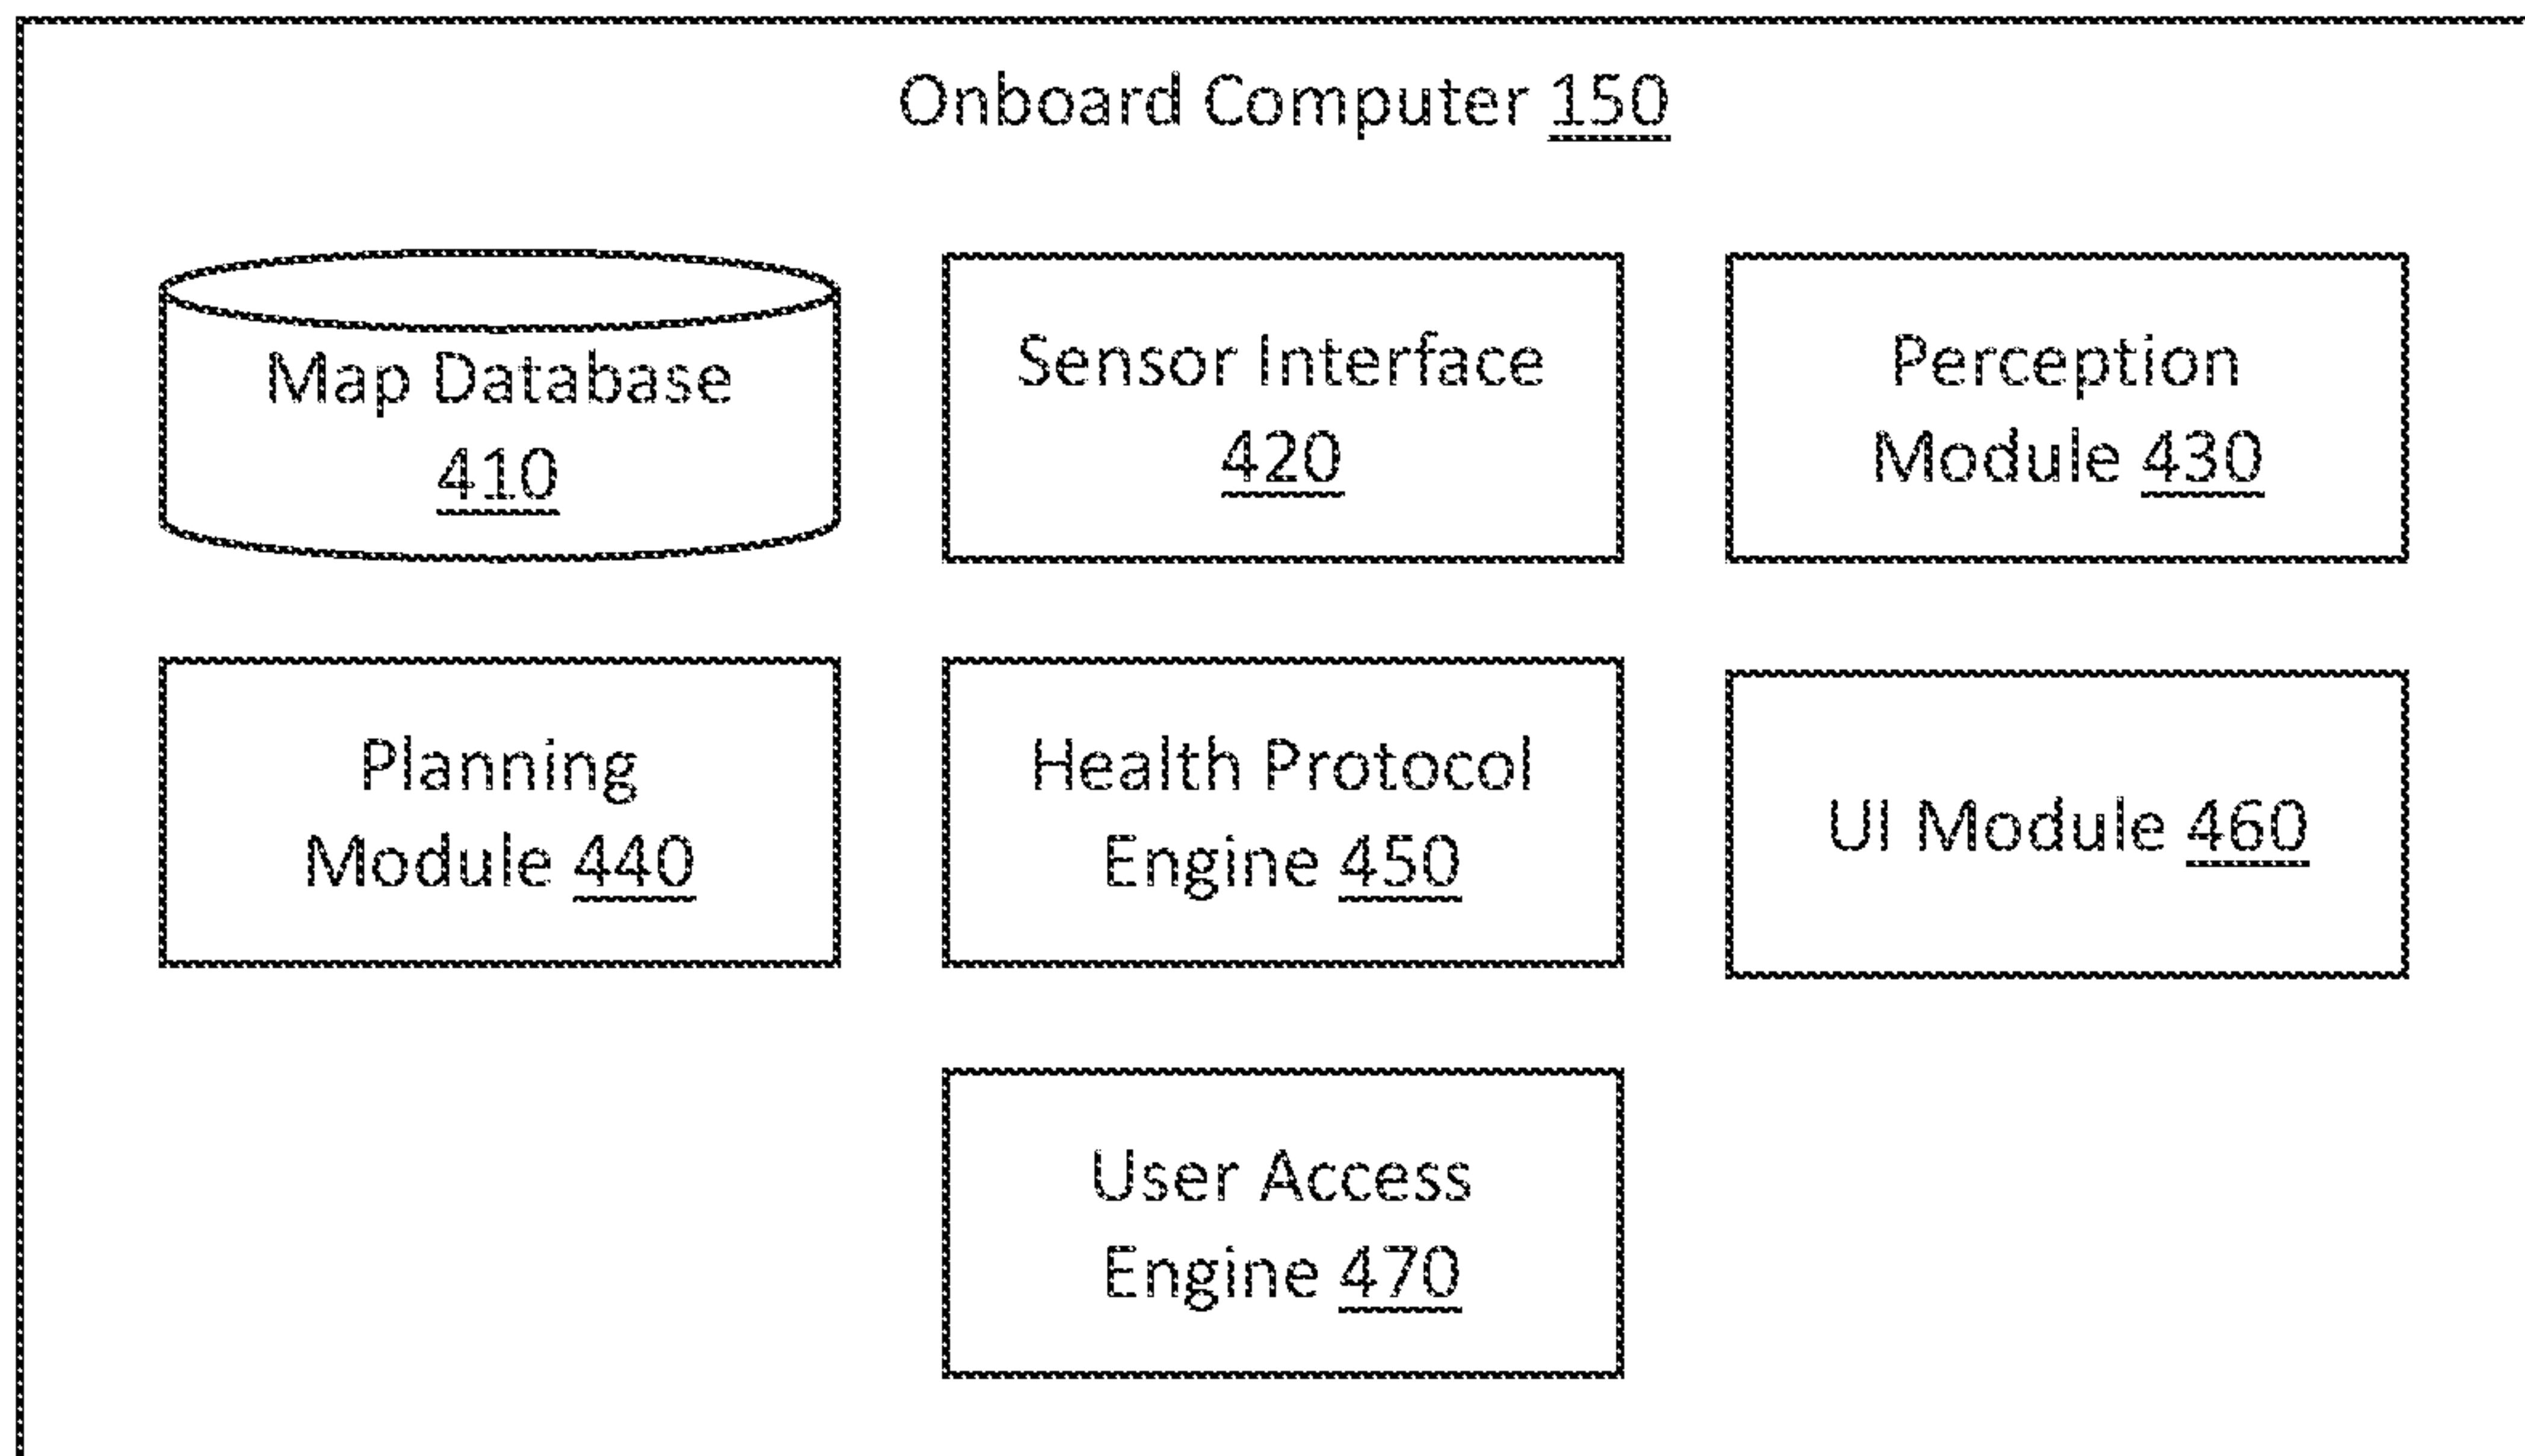 Onboard Computer 150
Map Database
410
Sensor Interface
420
Perception
Module 430
Planning
Module 440
Health Protocol
Engine 450
UI Module 460
User Access
Engine 470